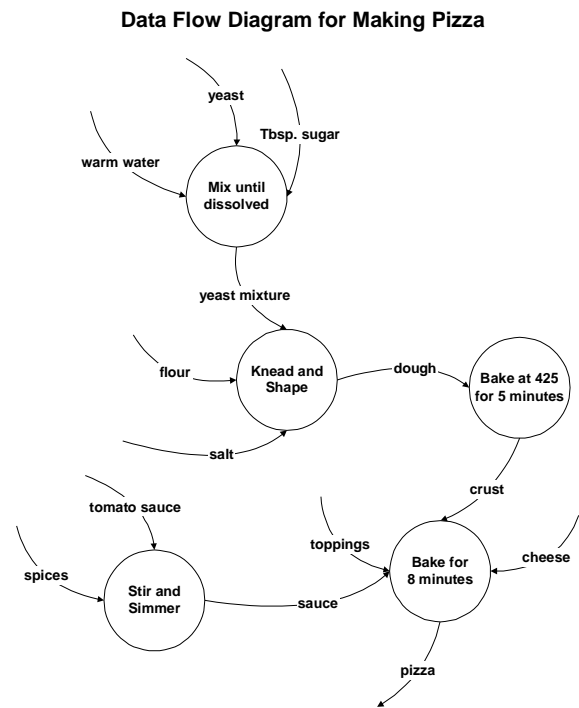 Data Flow Diagram for Making Pizza
yeast
Tbsp. sugar
warm water
Mix until
dissolved
yeast mixture
flour
Knead and
Shape
dough
Bake at 425
for 5 minutes
salt
crust
tomato sauce
toppings
cheese
spices
Stir and
Simmer
sauce
Bake for
8 minutes
pizza